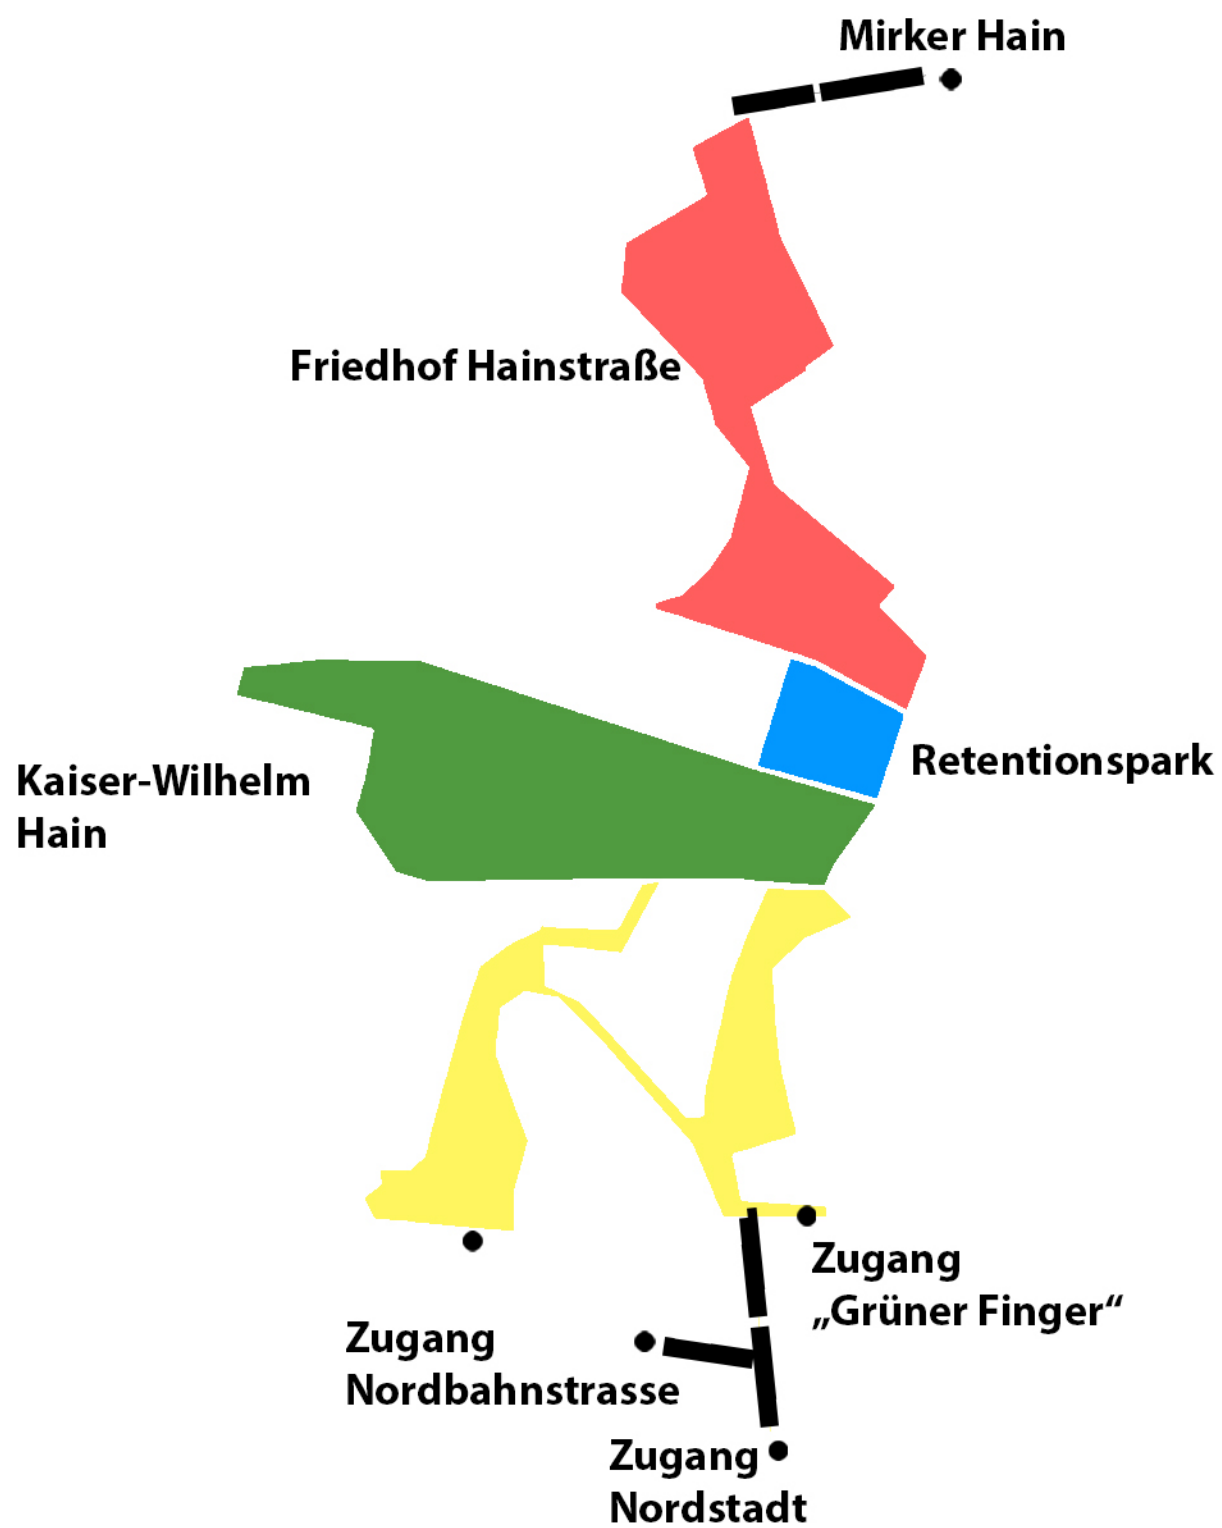 Mirker Hain
Friedhof Hainstraße
Retentionspark
Kaiser-Wilhelm
Hain
Zugang
„Grüner Finger“
Zugang
Nordbahnstrasse
Zugang
Nordstadt